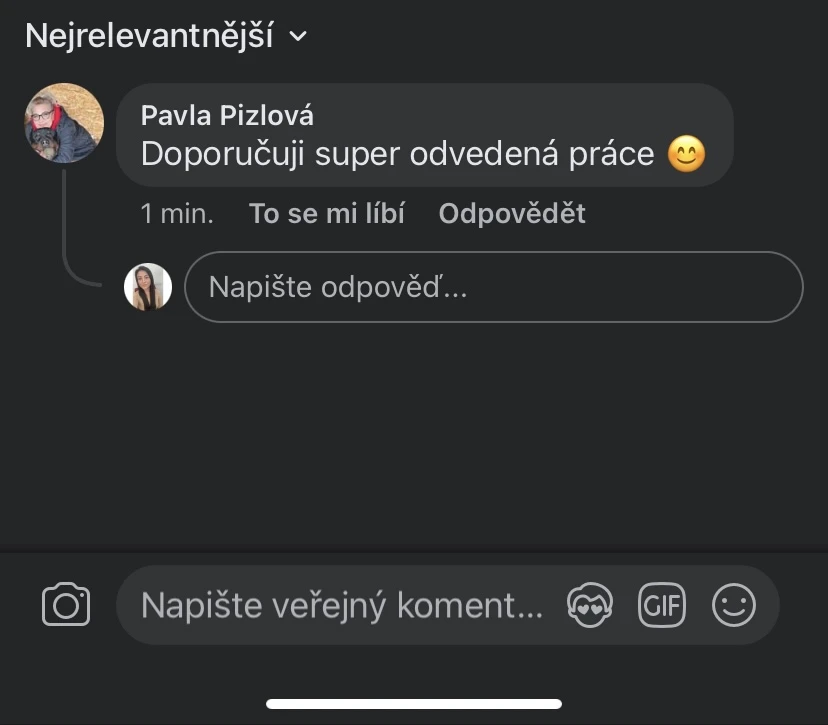 Nejrelevantnější
Pavla Pizlová
Doporučuji super odvedená práce 😊
1 min. To se mi líbí Odpovědět
Napište odpověď...
Napište veřejný koment... GIF